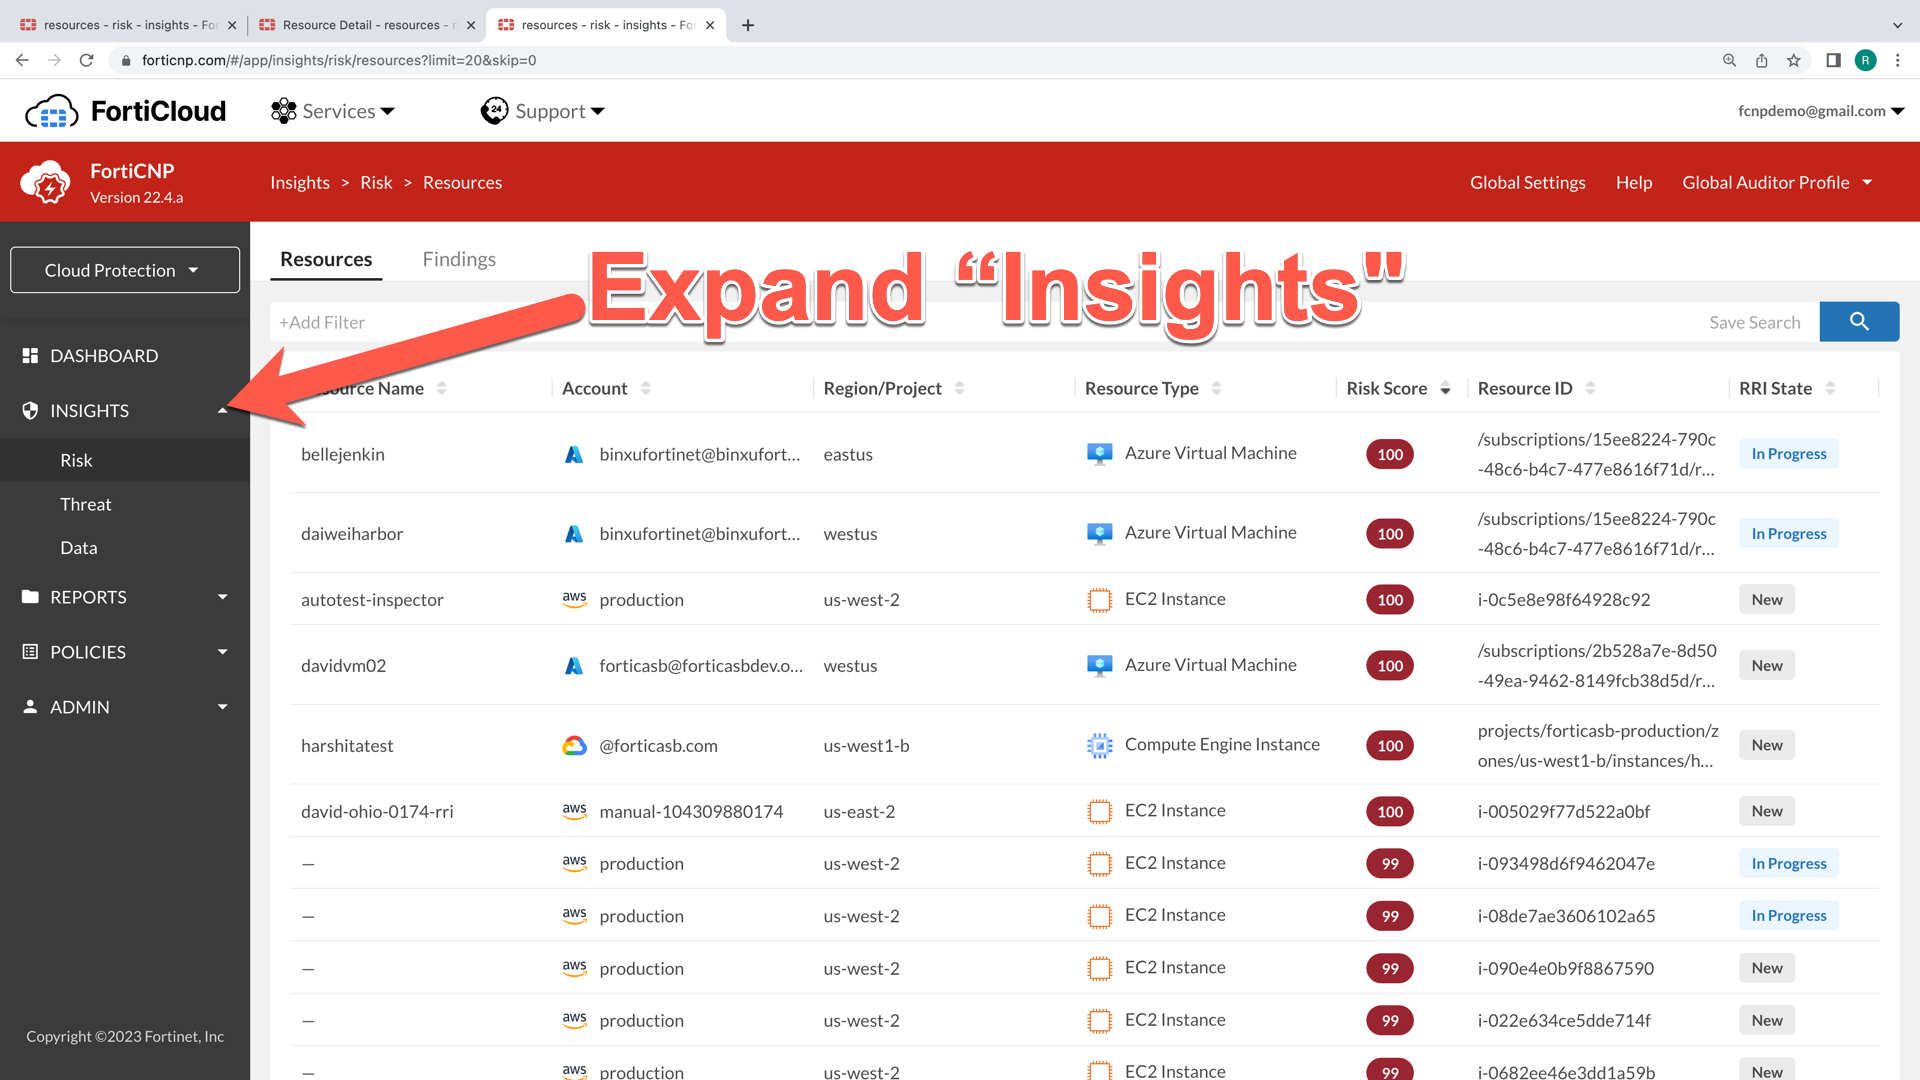 resources - risk - insights - Fo
Resource Detail - resources - r
resources - risk - insights - For
forticnp.com/#/app/insights/risk/resources?limit=20&skip=0
R
FortiCloud
Services
24
Support
fcnpdemo@gmail.com
FortiCNP
Version 22.4.a
Insights > Risk > Resources
Global Settings
Help
Global Auditor Profile
Cloud Protection
DASHBOARD
INSIGHTS
Risk
Threat
Data
REPORTS
POLICIES
ADMIN
Copyright ©2023 Fortinet, Inc
Resources
Findings
Expand “Insights"
+Add Filter
Save Search
source Name Account Region/Project Resource Type Risk Score Resource ID RRI State
bellejenkin binxufortinet@binxufort... eastus Azure Virtual Machine 100 /subscriptions/15ee8224-790c
-48c6-b4c7-477e8616f71d/r... In Progress
daiweiharbor binxufortinet@binxufort... westus Azure Virtual Machine 100 /subscriptions/15ee8224-790c
-48c6-b4c7-477e8616f71d/r... In Progress
autotest-inspector aws production us-west-2 EC2 Instance 100 i-0c5e8e98f64928c92 New
davidvm02 forticasb@forticasbdev.o... westus Azure Virtual Machine 100 /subscriptions/2b528a7e-8d50
-49ea-9462-8149fcb38d5d/r... New
harshitatest @forticasb.com us-west1-b Compute Engine Instance 100 projects/forticasb-production/z
ones/us-west1-b/instances/h... New
david-ohio-0174-rri aws manual-104309880174 us-east-2 EC2 Instance 100 i-005029f77d522a0bf New
— aws production us-west-2 EC2 Instance 99 i-093498d6f9462047e In Progress
— aws production us-west-2 EC2 Instance 99 i-08de7ae3606102a65 In Progress
— aws production us-west-2 EC2 Instance 99 i-090e4e0b9f8867590 New
— aws production us-west-2 EC2 Instance 99 i-022e634ce5dde714f New
— aws production us-west-2 EC2 Instance 99 i-0682ee46e3dd1a59b New